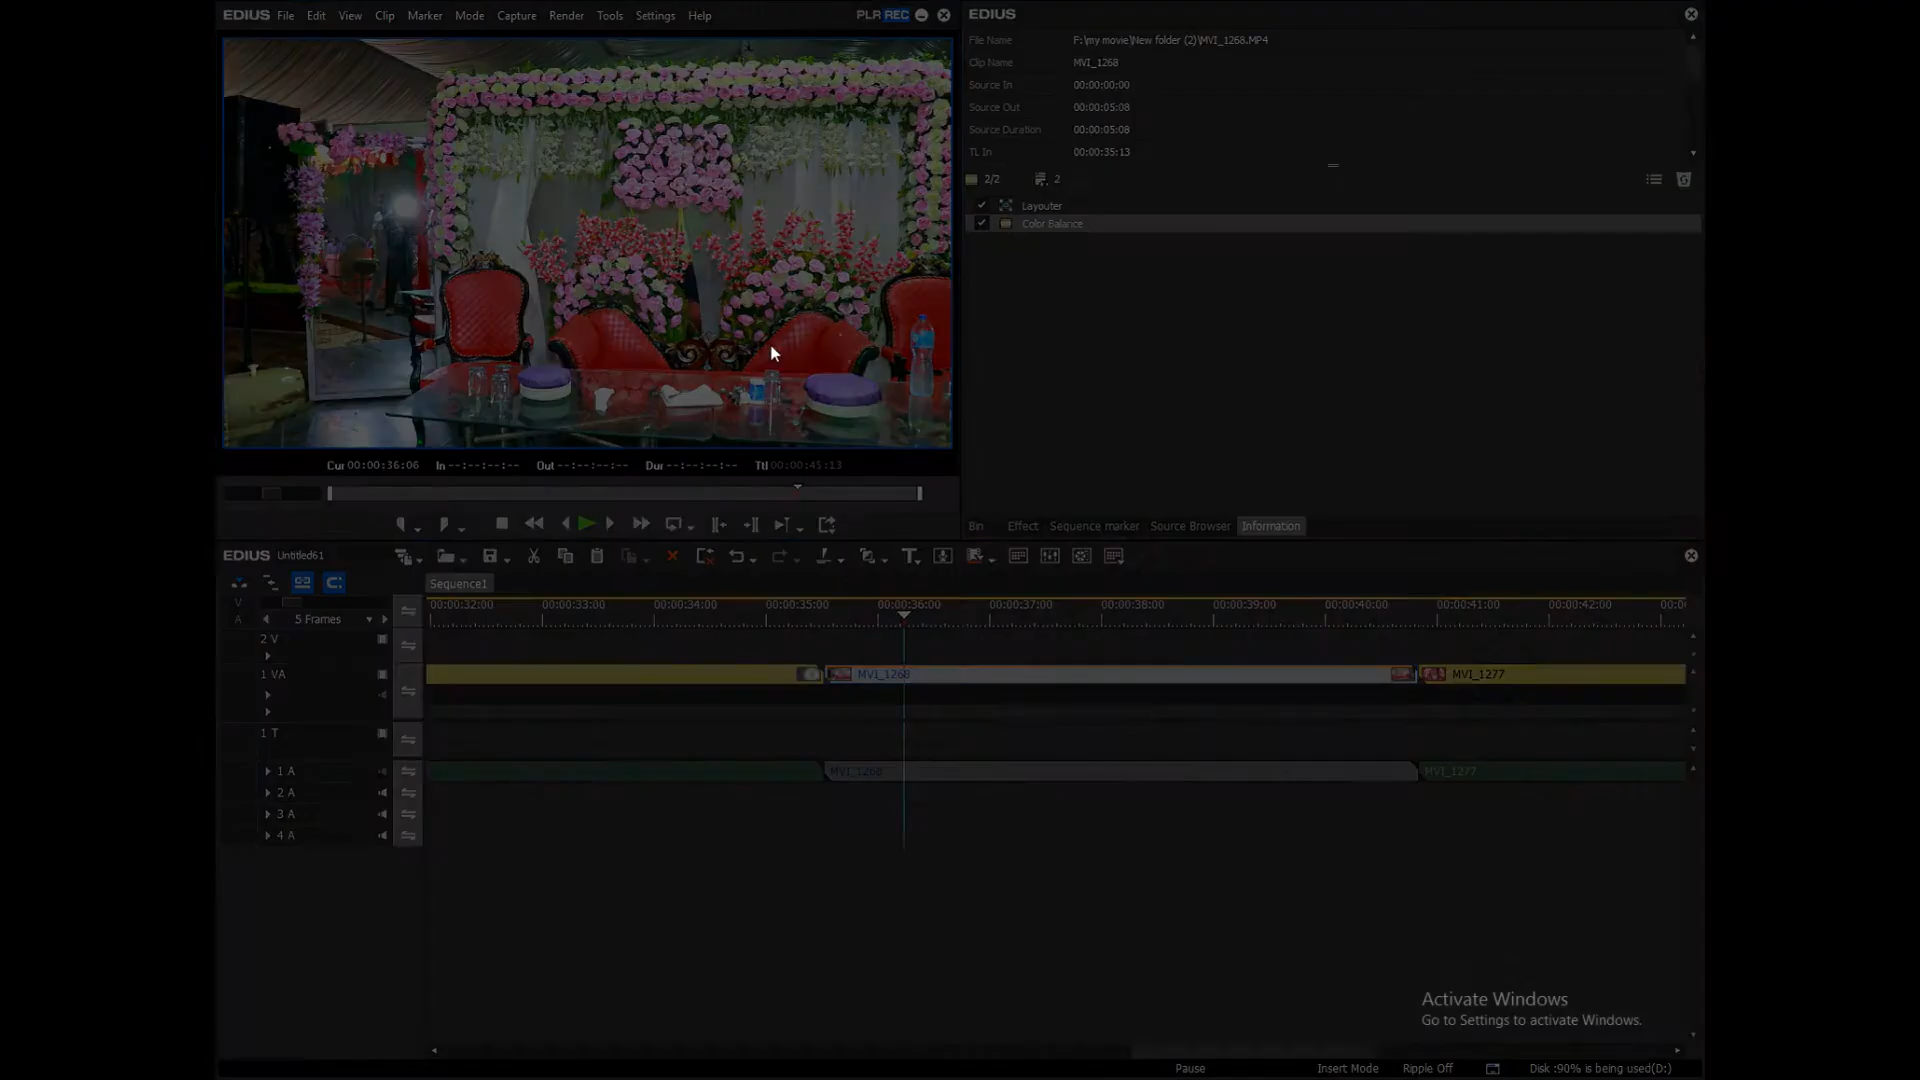 EDIUS File Edit View Clip Marker Mode Capture Render Tools Settings Help PLR REC
Cur 00:00:36:06 In --:--:--:-- Out --:--:--:-- Dur --:--:--:-- Ttl 00:00:45:13
EDIUS
File Name F:\my movie\New folder (2)\MVI_1268.MP4
Clip Name MVI_1268
Source In 00:00:00:00
Source Out 00:00:05:08
Source Duration 00:00:05:08
TL In 00:00:35:13
2/2 2
Layouter
Color Balance
Bin Effect Sequence marker Source Browser Information
EDIUS Untitled61
Sequence1
V
A
5 Frames
00:00:32:00 00:00:33:00 00:00:34:00 00:00:35:00 00:00:36:00 00:00:37:00 00:00:38:00 00:00:39:00 00:00:40:00 00:00:41:00 00:00:42:00 00:0
2 V
1 VA MVI_1268 MVI_1277
1 T
1 A MVI_1268 MVI_1277
2 A
3 A
4 A
Activate Windows
Go to Settings to activate Windows.
Pause Insert Mode Ripple Off Disk :90% is being used(D:)